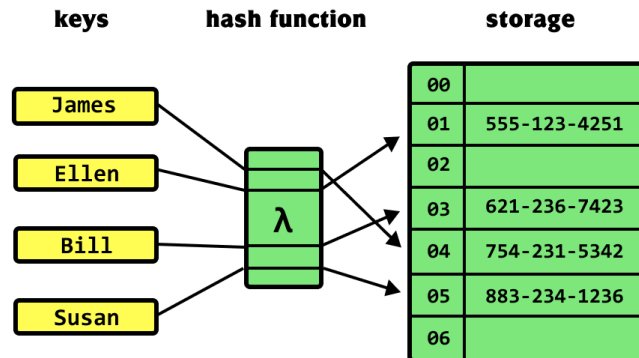 keys hash function storage
James
Ellen
Bill
Susan
λ
00
01 555-123-4251
02
03 621-236-7423
04 754-231-5342
05 883-234-1236
06